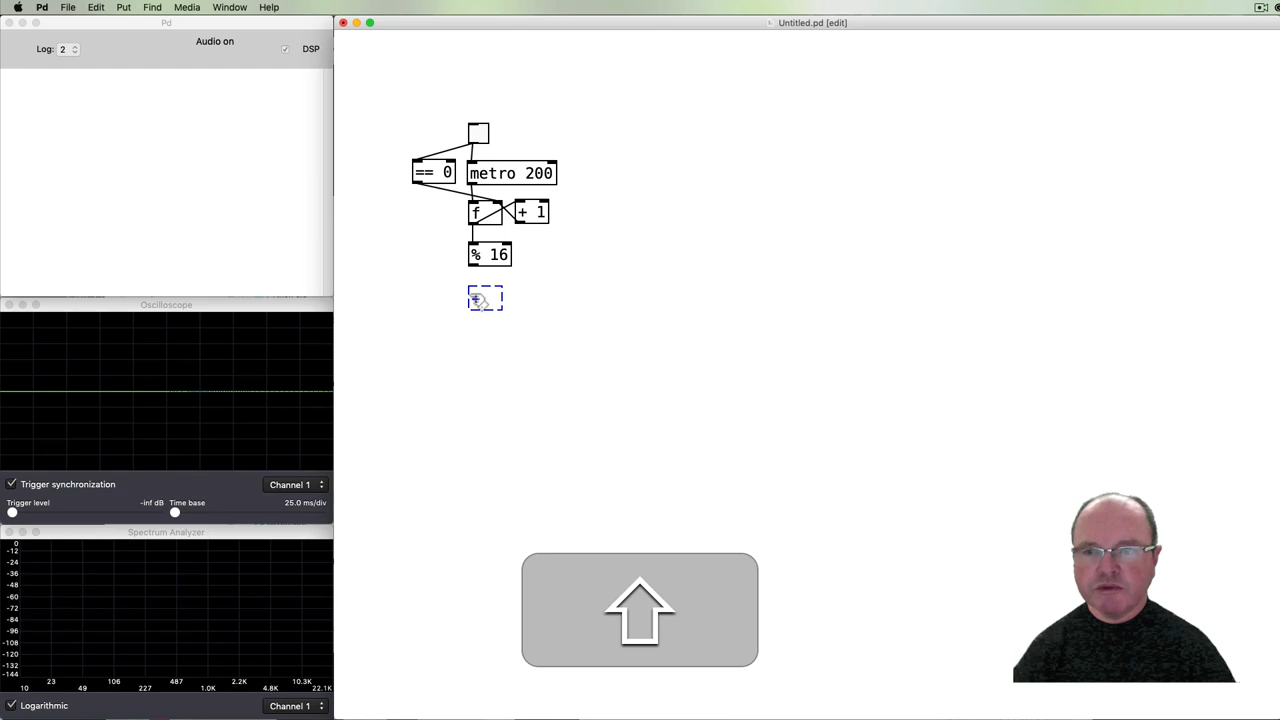 Pd File Edit Put Find Media Window Help
Pd
Untitled.pd [edit]
Audio on
Log: 2
DSP
== 0
metro 200
f
+ 1
% 16
Oscilloscope
Trigger synchronization
Channel 1
Trigger level
-inf dB
Time base
25.0 ms/div
Spectrum Analyzer
0
-12
-24
-36
-48
-60
-72
-84
-96
-108
-120
-132
-144
23 106 487 2.2K 10.3K
10 49 227 1.0K 4.8K 22.1K
Logarithmic
Channel 1